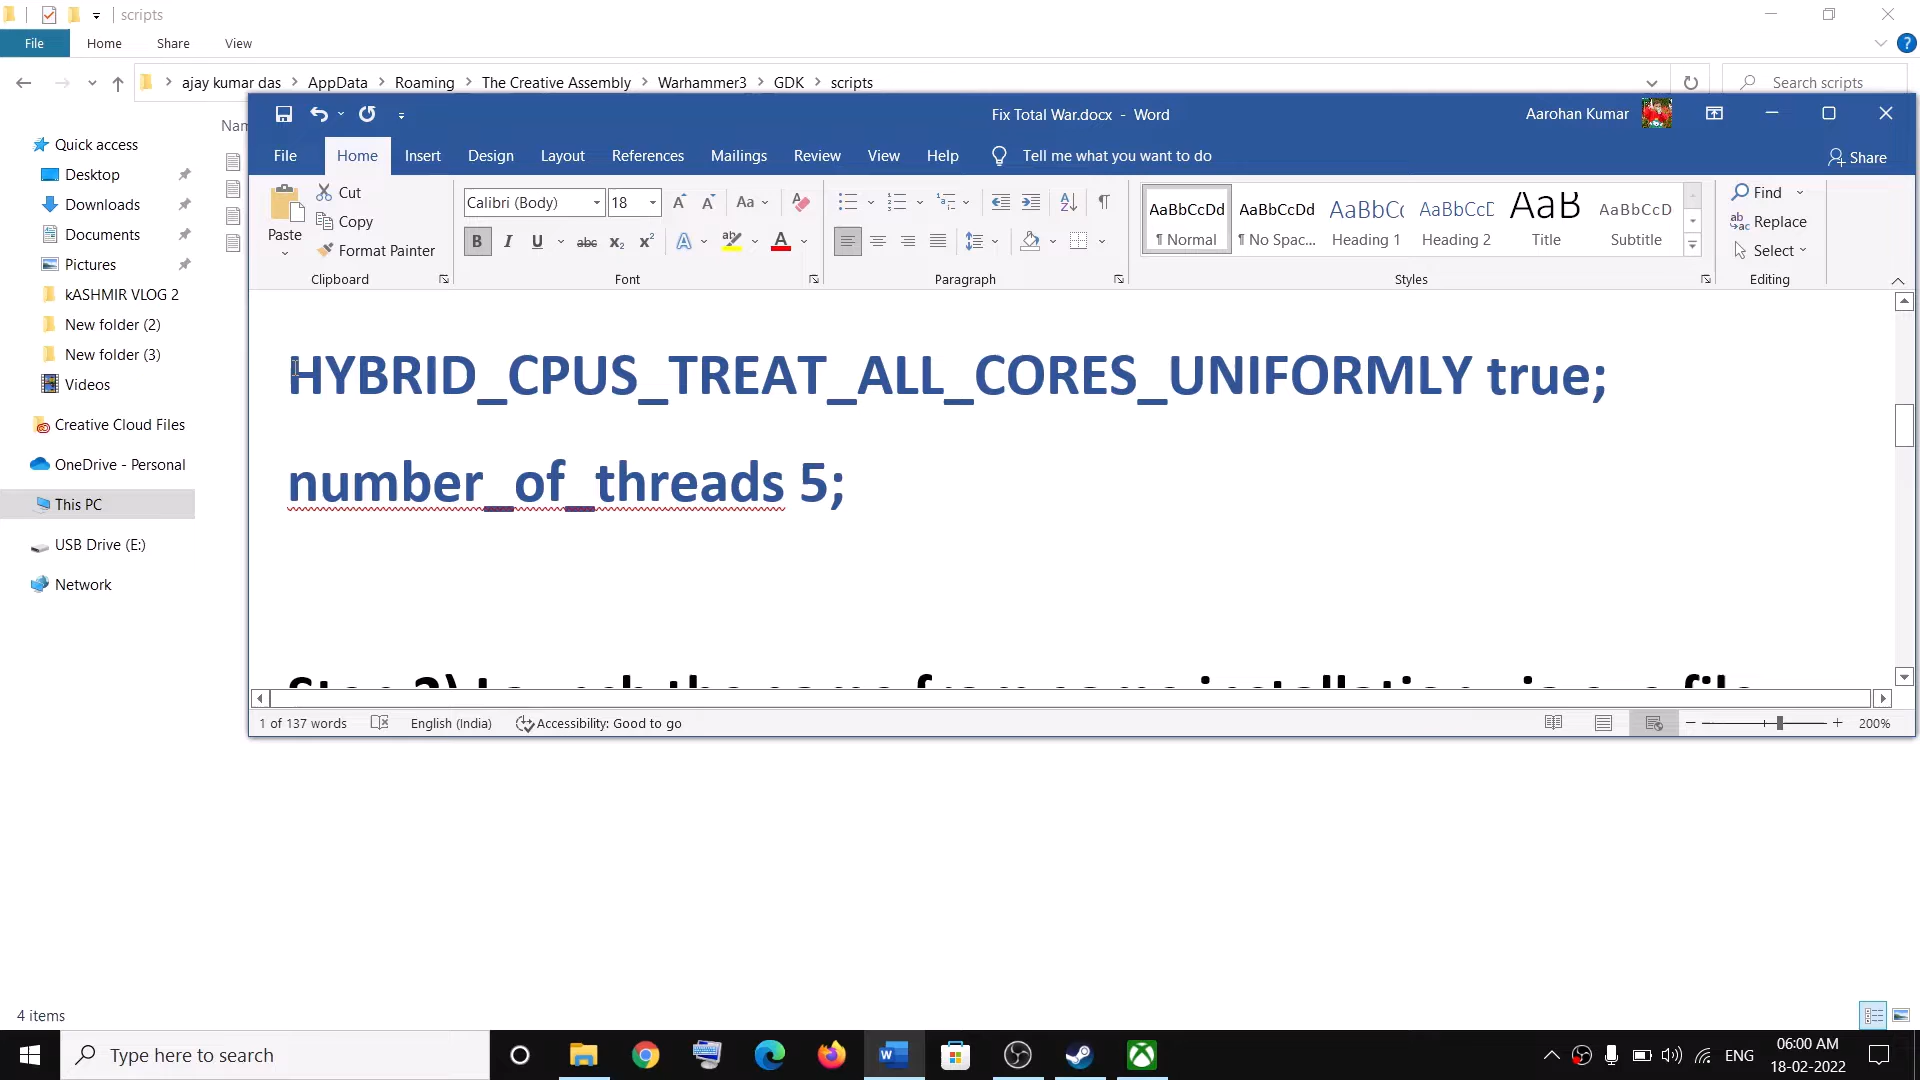 scripts
File Home Share View
ajay kumar das AppData Roaming The Creative Assembly Warhammer3 GDK scripts Search scripts
Fix Total War.docx - Word Aarohan Kumar
File Home Insert Design Layout References Mailings Review View Help Tell me what you want to do Share
Cut
Copy
Format Painter
Paste
Clipboard
Calibri (Body) 18
Font
Paragraph
AaBbCcDd AaBbCcDd AaBbCc AaBbCcD AaB AaBbCcD
¶ Normal ¶ No Spac... Heading 1 Heading 2 Title Subtitle
Styles
Find
Replace
Select
Editing
Quick access
Desktop
Downloads
Documents
Pictures
kASHMIR VLOG 2
New folder (2)
New folder (3)
Videos
Creative Cloud Files
OneDrive - Personal
This PC
USB Drive (E:)
Network
HYBRID_CPUS_TREAT_ALL_CORES_UNIFORMLY true;
number_of_threads 5;
1 of 137 words English (India) Accessibility: Good to go 200%
4 items
Type here to search
ENG
06:00 AM
18-02-2022